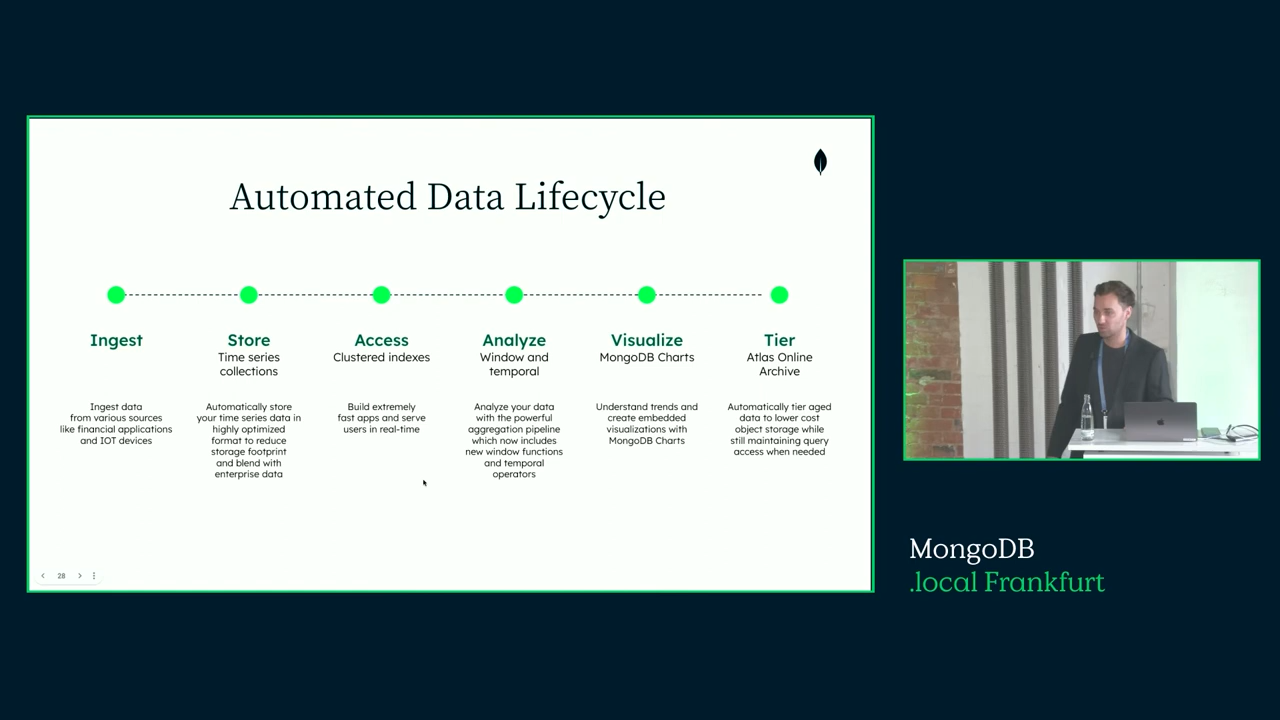 Automated Data Lifecycle
Ingest
Ingest data
from various sources
like financial applications
and IOT devices
Store
Time series
collections
Automatically store
your time series data in
highly optimized
format to reduce
storage footprint
and blend with
enterprise data
Access
Clustered indexes
Build extremely
fast apps and serve
users in real-time
Analyze
Window and
temporal
Analyze your data
with the powerful
aggregation pipeline
which now includes
new window functions
and temporal
operators
Visualize
MongoDB Charts
Understand trends and
create embedded
visualizations with
MongoDB Charts
Tier
Atlas Online
Archive
Automatically tier aged
data to lower cost
object storage while
still maintaining query
access when needed
28
MongoDB
.local Frankfurt